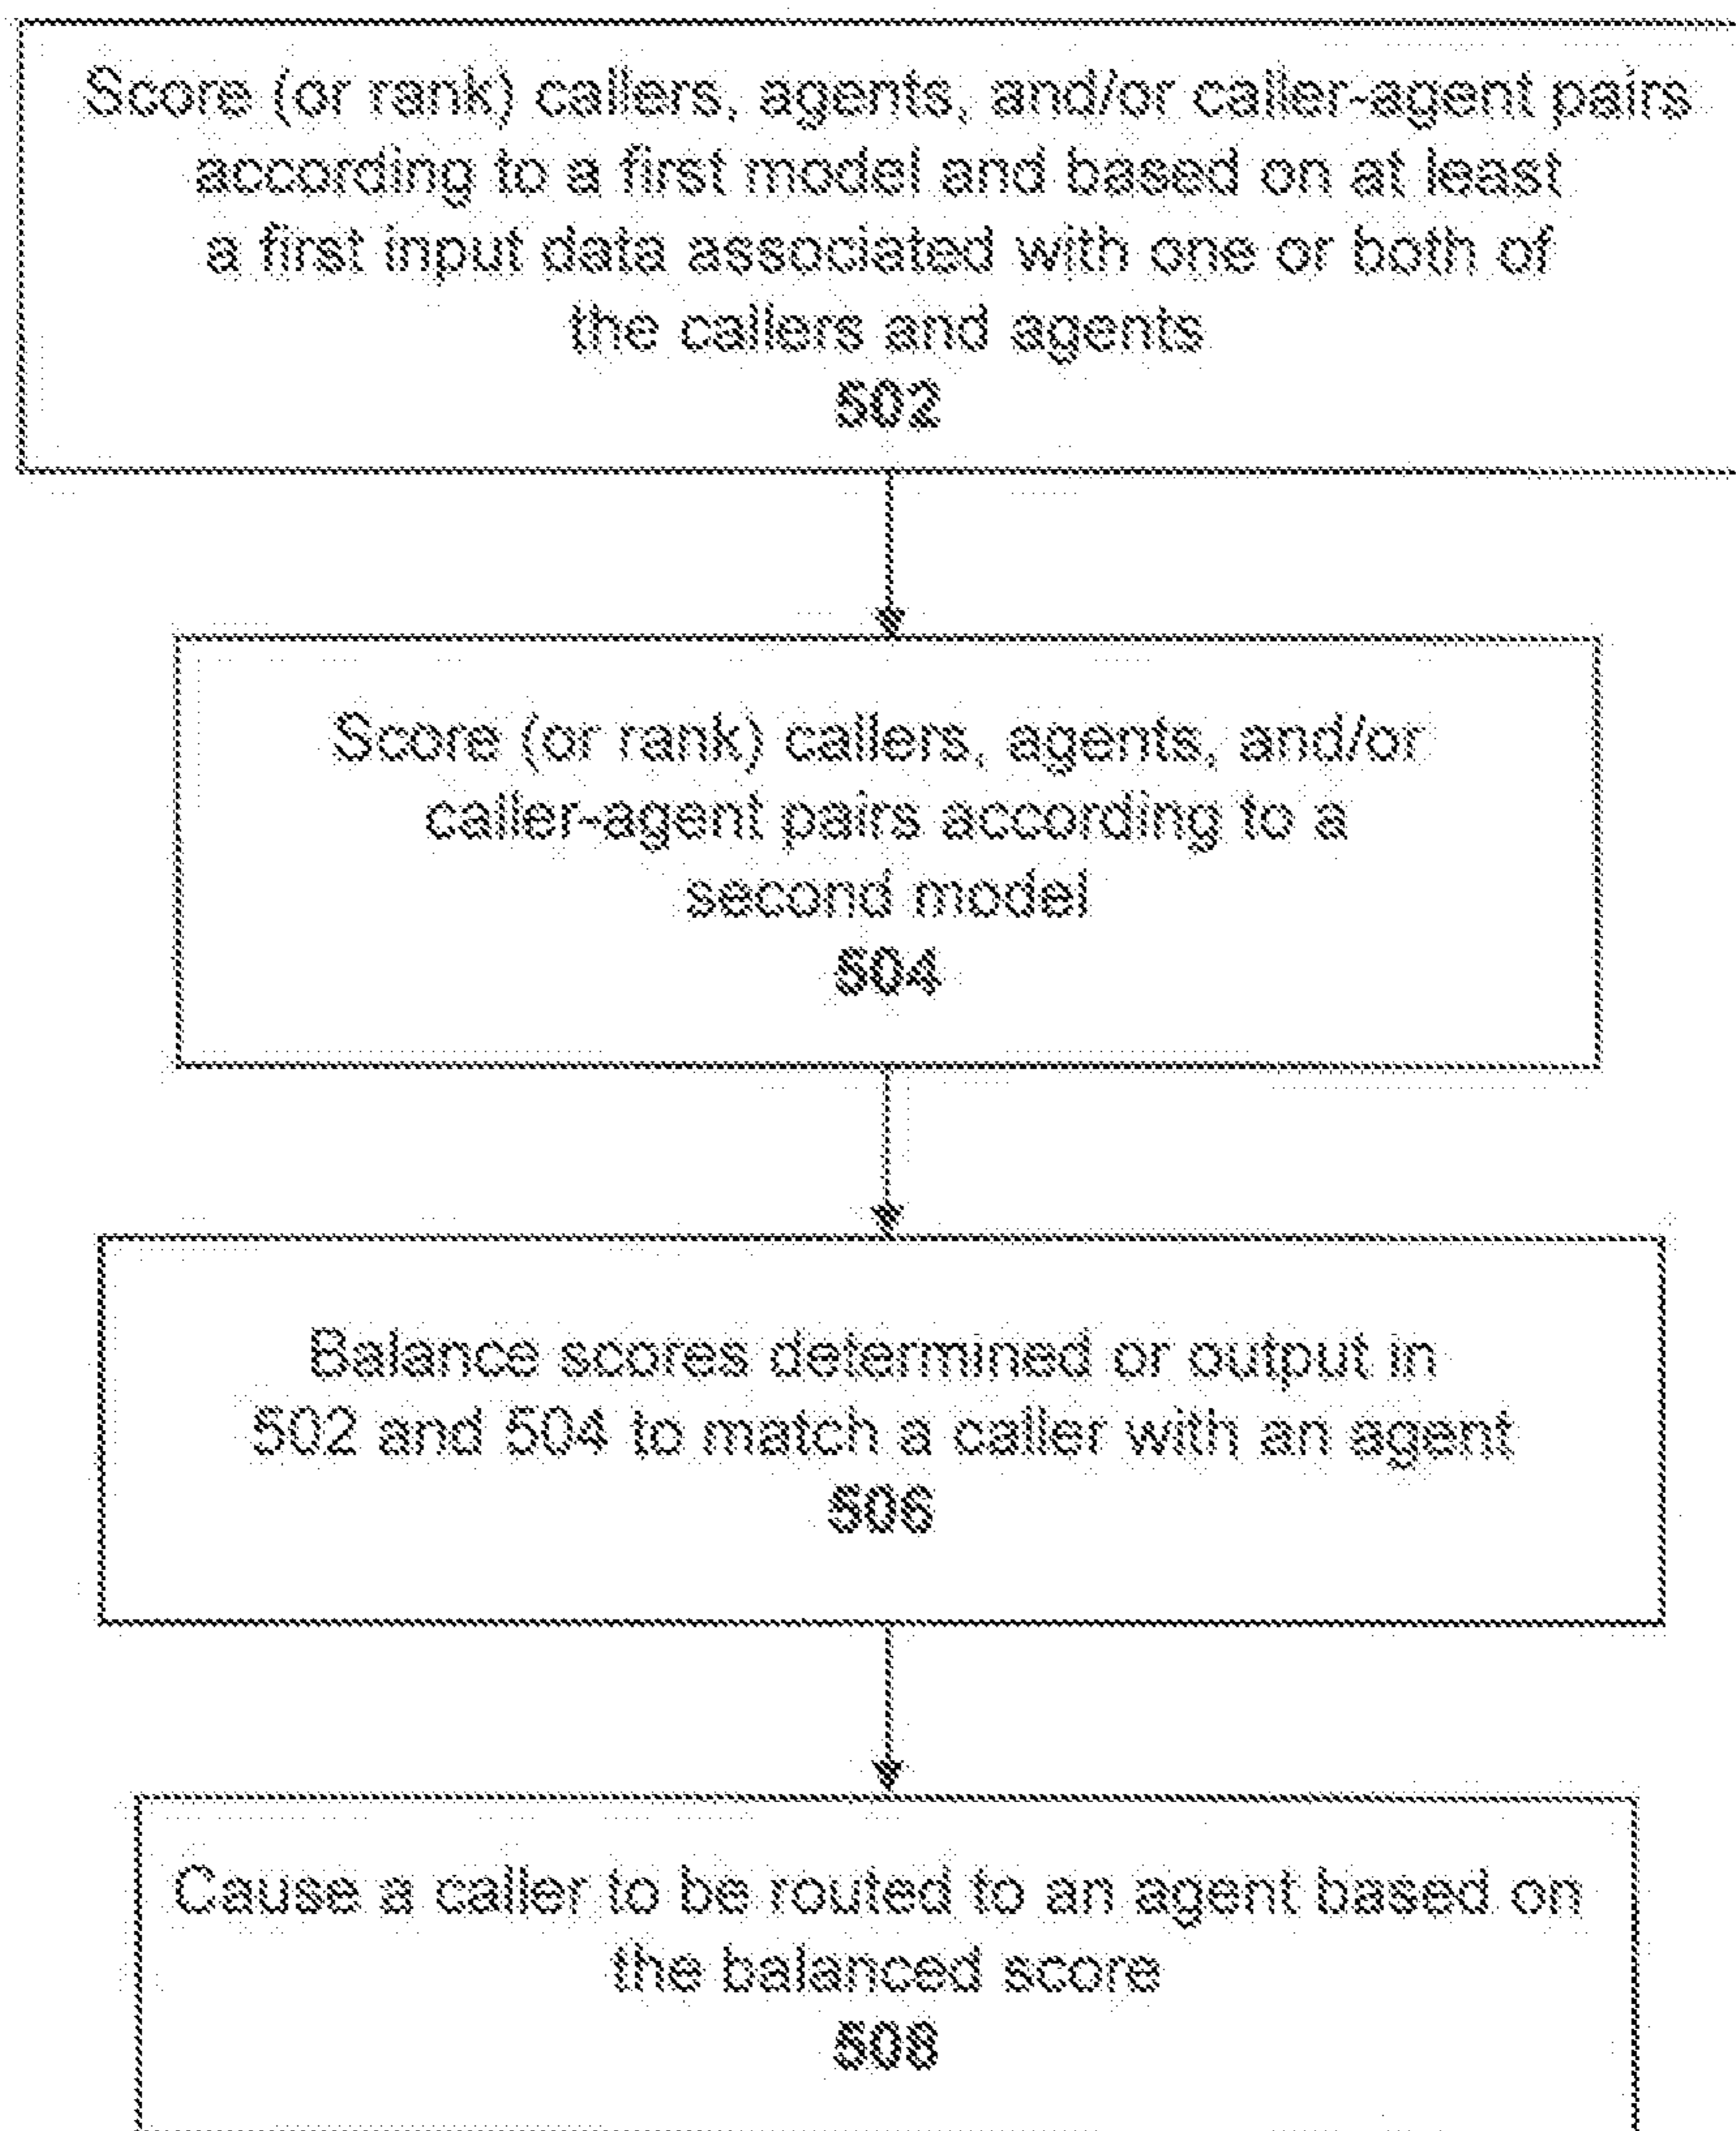 Score (or rank) callers, agents, and/or caller-agent pairs
according to a first model and based on at least
a first input data associated with one or both of
the callers and agents
502
Score (or rank) callers, agents, and/or
caller-agent pairs according to a
second model
504
Balance scores determined or output in
502 and 504 to match a caller with an agent
506
Cause a caller to be routed to an agent based on
the balanced score
508